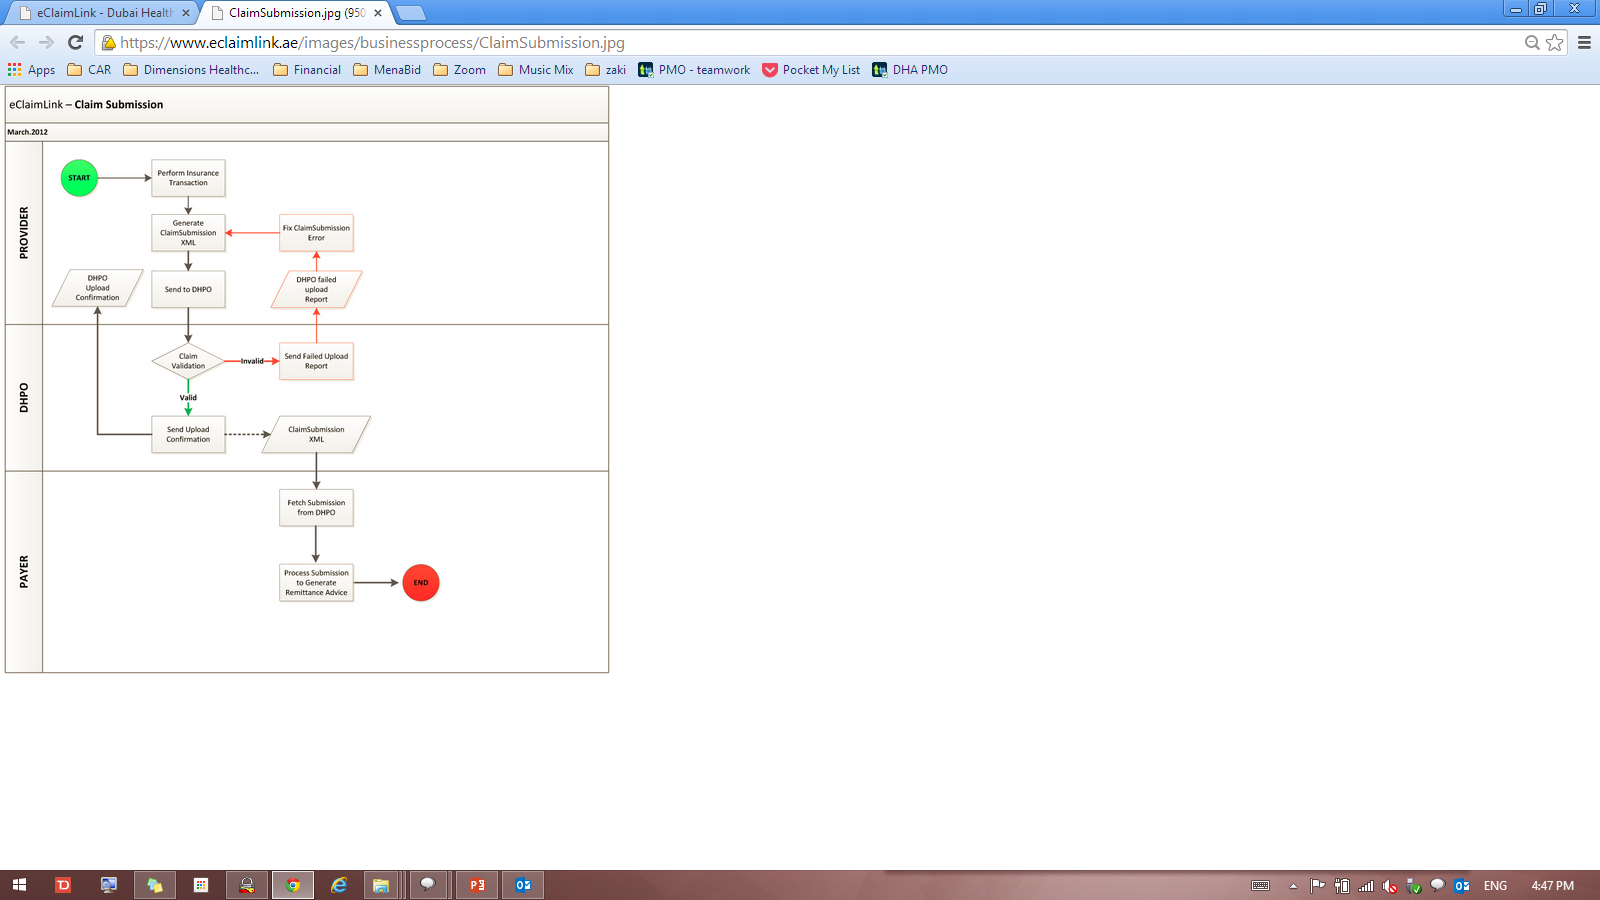 eClaimLink - Dubai Health
ClaimSubmission.jpg (950
https://www.eclaimlink.ae/images/businessprocess/ClaimSubmission.jpg
Apps
CAR
Dimensions Healthc...
Financial
MenaBid
Zoom
Music Mix
zaki
PMO - teamwork
Pocket My List
DHA PMO
eClaimLink – Claim Submission
March.2012
PROVIDER
START
Perform Insurance
Transaction
Generate
ClaimSubmission
XML
Fix ClaimSubmission
Error
DHPO
Upload
Confirmation
Send to DHPO
DHPO failed
upload
Report
DHPO
Claim
Validation
Invalid
Send Failed Upload
Report
Valid
Send Upload
Confirmation
ClaimSubmission
XML
PAYER
Fetch Submission
from DHPO
Process Submission
to Generate
Remittance Advice
END
ENG
4:47 PM